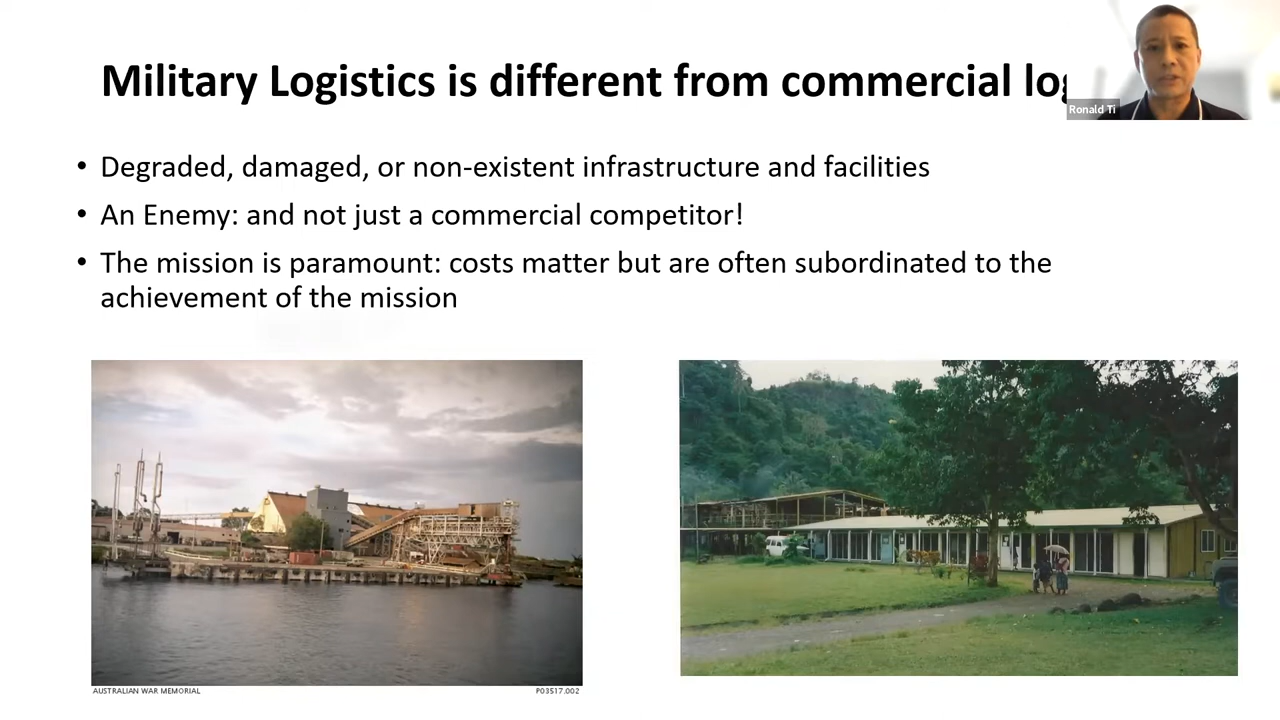 Military Logistics is different from commercial log
Ronald Ti
• Degraded, damaged, or non-existent infrastructure and facilities
• An Enemy: and not just a commercial competitor!
• The mission is paramount: costs matter but are often subordinated to the
achievement of the mission
AUSTRALIAN WAR MEMORIAL
P03517.002